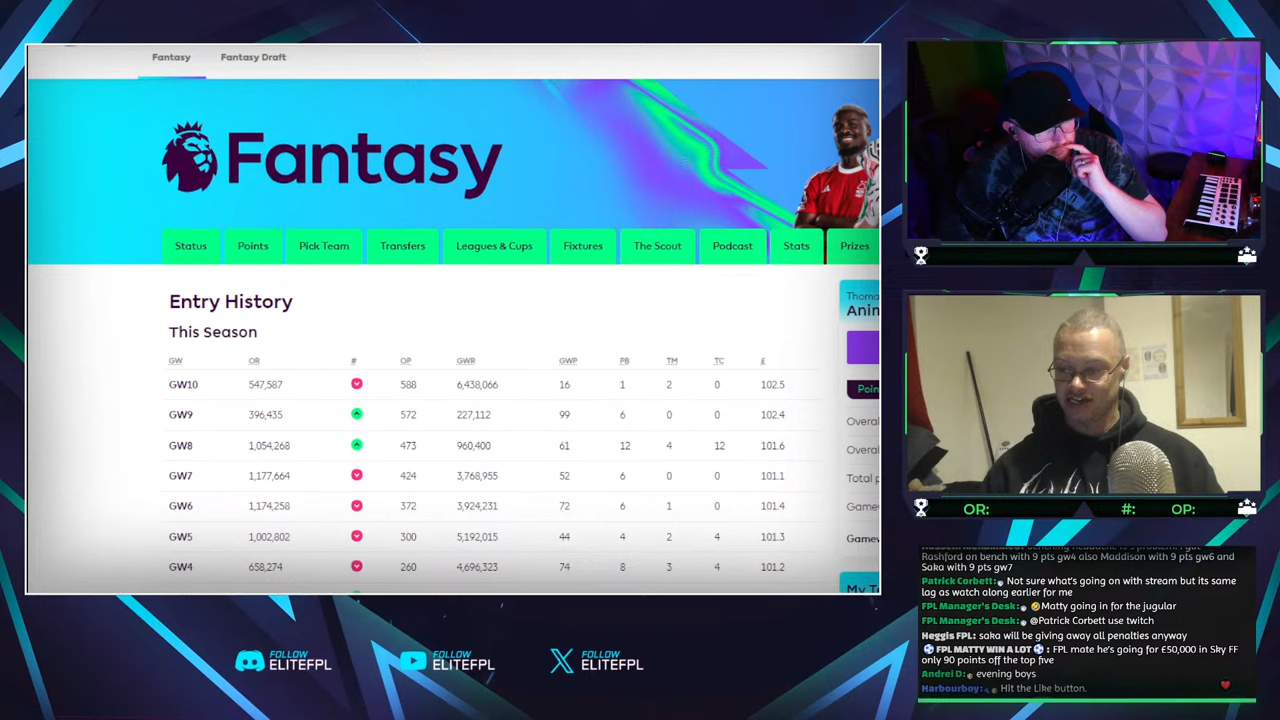 Fantasy Fantasy Draft
Fantasy
Status Points Pick Team Transfers Leagues & Cups Fixtures The Scout Podcast Stats Prizes
Entry History
This Season
GW OR # OP GWR GWP PB TM TC £
GW10 547,587 588 6,438,066 16 1 2 0 102.5
GW9 396,435 572 227,112 99 6 0 0 102.4
GW8 1,054,268 473 960,400 61 12 4 12 101.6
GW7 1,177,664 424 3,768,955 52 6 0 0 101.1
GW6 1,174,258 372 3,924,231 72 6 1 0 101.4
GW5 1,002,802 300 5,192,015 44 4 2 4 101.3
GW4 658,274 260 4,696,323 74 8 3 4 101.2
Thoma
Anim
Poin
Overal
Overal
Total p
Gamew
Gamew
My T
OR: #: OP:
Rashford on bench with 9 pts gw4 also Maddison with 9 pts gw6 and
Saka with 9 pts gw7
Patrick Corbett: Not sure what's going on with stream but its same
lag as watch along earlier for me
FPL Manager's Desk: 🤣Matty going in for the jugular
FPL Manager's Desk: @Patrick Corbett use twitch
Heggis FPL: saka will be giving away all penalties anyway
⚽ FPL MATTY WIN A LOT ⚽ : FPL mate he's going for £50,000 in Sky FF
only 90 points off the top five
Andrei D: evening boys
Harbourboy: Hit the Like button.
FOLLOW
ELITEFPL
FOLLOW
ELITEFPL
FOLLOW
ELITEFPL